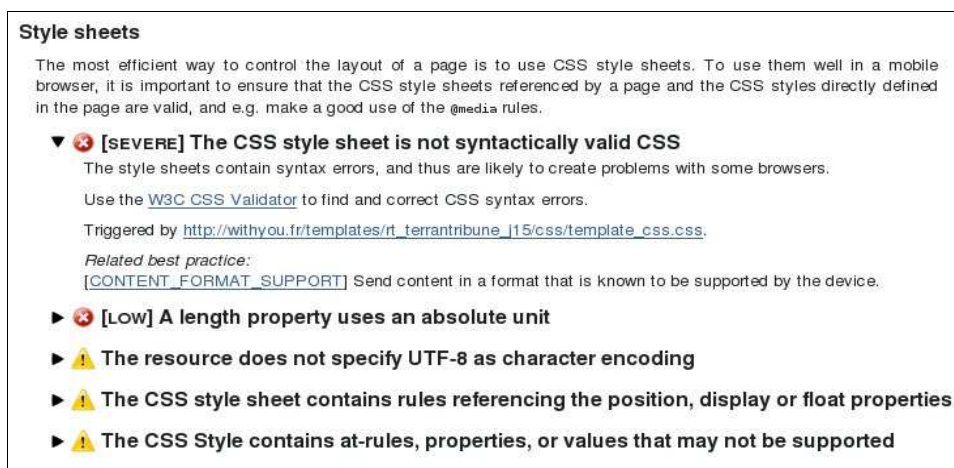 Style sheets
The most efficient way to control the layout of a page is to use CSS style sheets. To use them well in a mobile
browser, it is important to ensure that the CSS style sheets referenced by a page and the CSS styles directly defined
in the page are valid, and e.g. make a good use of the @media rules.
[SEVERE] The CSS style sheet is not syntactically valid CSS
The style sheets contain syntax errors, and thus are likely to create problems with some browsers.
Use the W3C CSS Validator to find and correct CSS syntax errors.
Triggered by http://withyou.fr/templates/rt_terrantribune_j15/css/template_css.css.
Related best practice:
[CONTENT_FORMAT_SUPPORT] Send content in a format that is known to be supported by the device.
[LOW] A length property uses an absolute unit
The resource does not specify UTF-8 as character encoding
The CSS style sheet contains rules referencing the position, display or float properties
The CSS Style contains at-rules, properties, or values that may not be supported